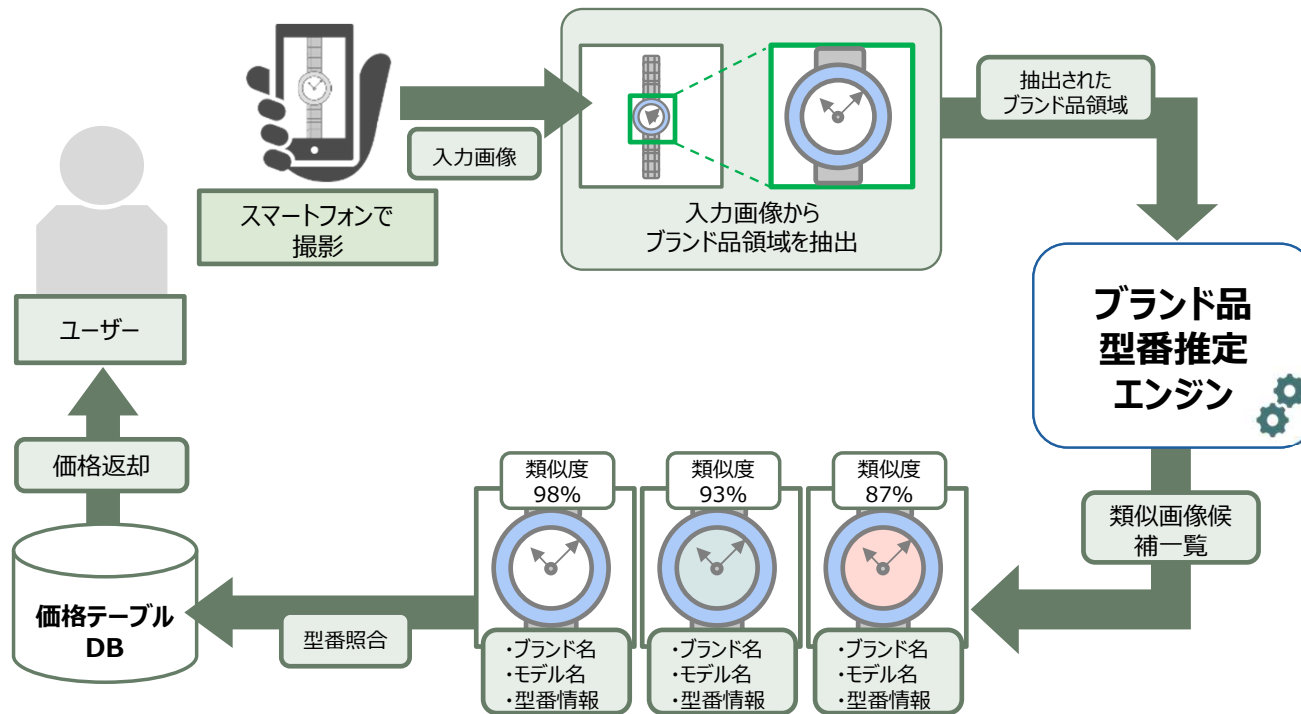 スマートフォンで
撮影
入力画像
入力画像から
ブランド品領域を抽出
抽出された
ブランド品領域
ブランド品
型番推定
エンジン
類似画像候
補一覧
類似度
98%
・ブランド名
・モデル名
・型番情報
類似度
93%
・ブランド名
・モデル名
・型番情報
類似度
87%
・ブランド名
・モデル名
・型番情報
型番照合
価格テーブル
DB
価格返却
ユーザー